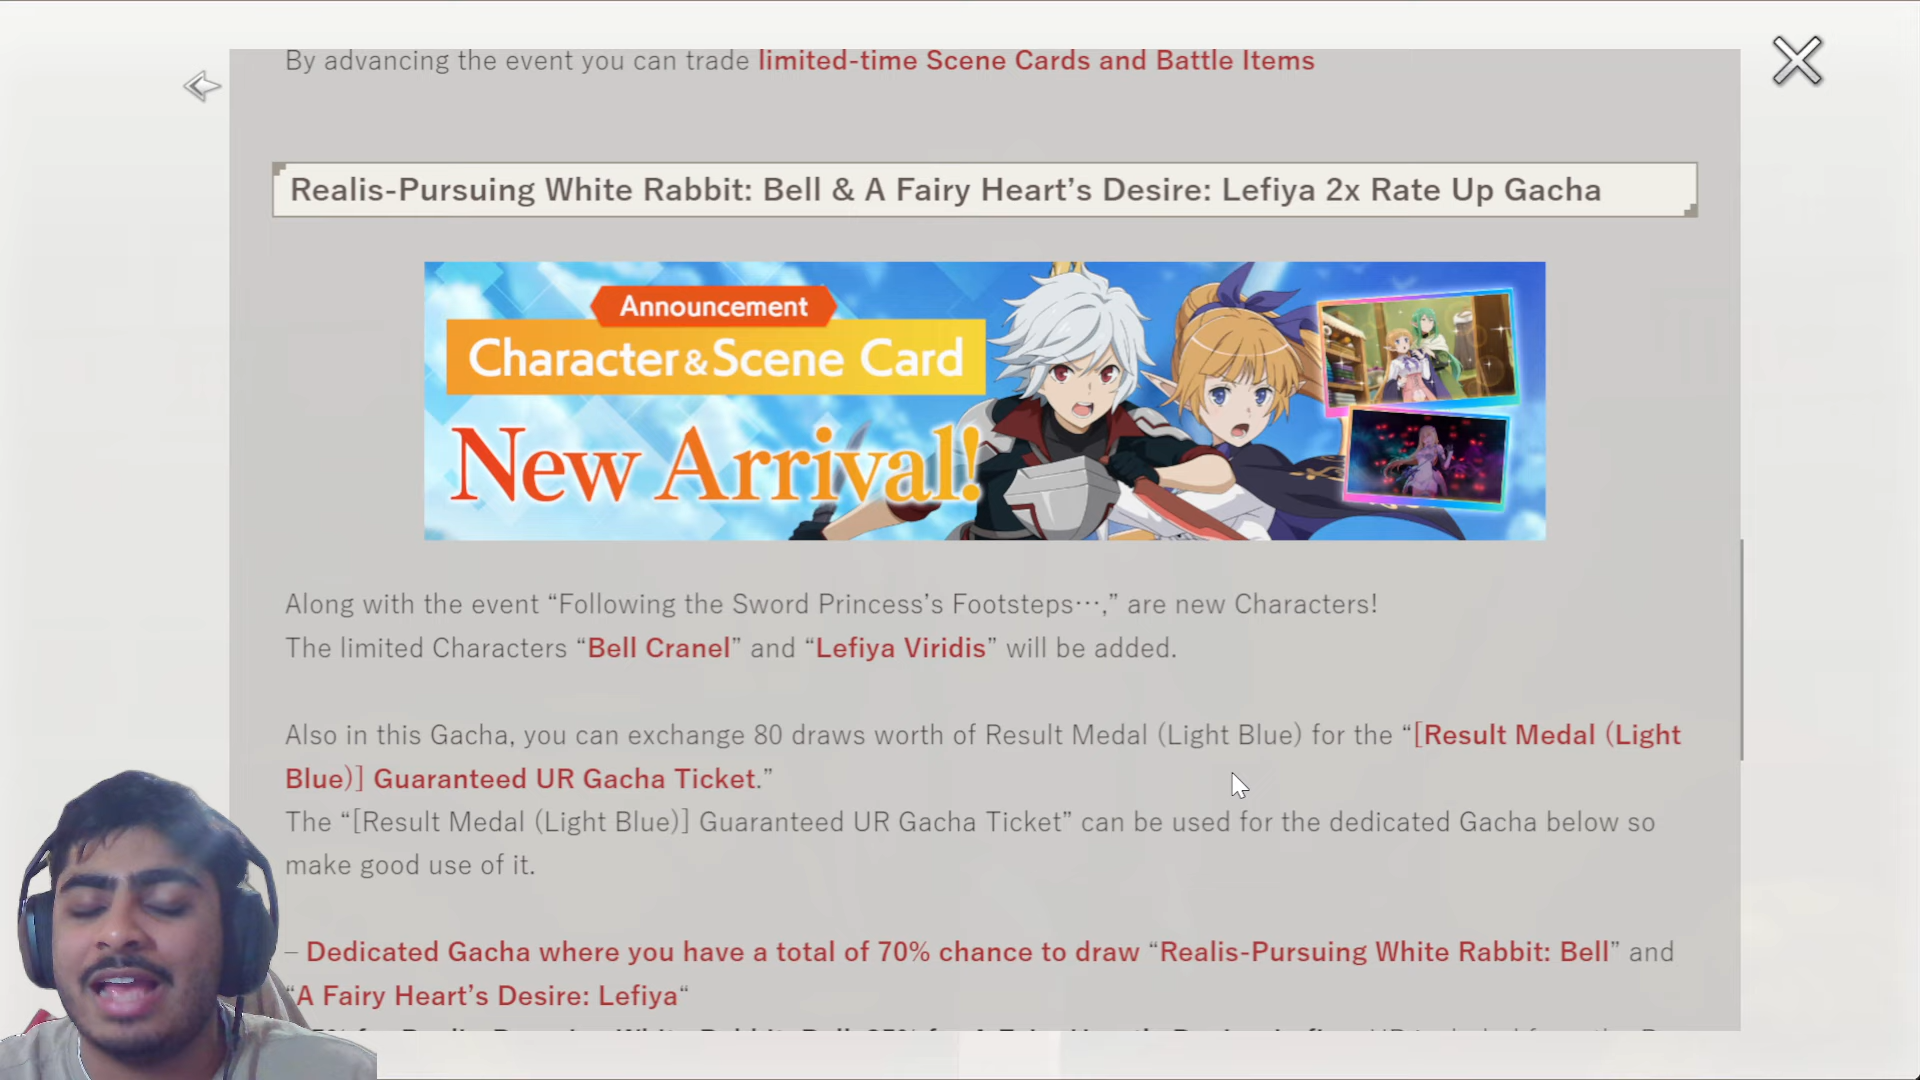 By advancing the event you can trade limited-time Scene Cards and Battle Items
Realis-Pursuing White Rabbit: Bell & A Fairy Heart’s Desire: Lefiya 2x Rate Up Gacha
Announcement
Character & Scene Card
New Arrival!
Along with the event “Following the Sword Princess’s Footsteps···,” are new Characters!
The limited Characters “Bell Cranel” and “Lefiya Viridis” will be added.
Also in this Gacha, you can exchange 80 draws worth of Result Medal (Light Blue) for the “[Result Medal (Light
Blue)] Guaranteed UR Gacha Ticket.”
The “[Result Medal (Light Blue)] Guaranteed UR Gacha Ticket” can be used for the dedicated Gacha below so
make good use of it.
– Dedicated Gacha where you have a total of 70% chance to draw “Realis-Pursuing White Rabbit: Bell” and
“A Fairy Heart’s Desire: Lefiya“